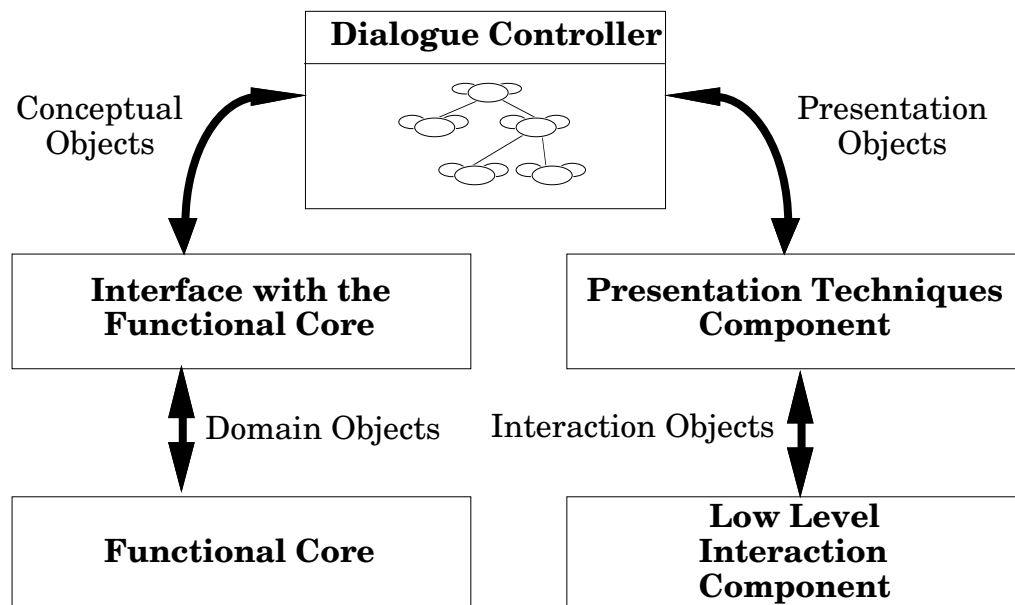 Dialogue Controller
Conceptual
Objects
Presentation
Objects
Interface with the
Functional Core
Presentation Techniques
Component
Domain Objects
Interaction Objects
Functional Core
Low Level
Interaction
Component